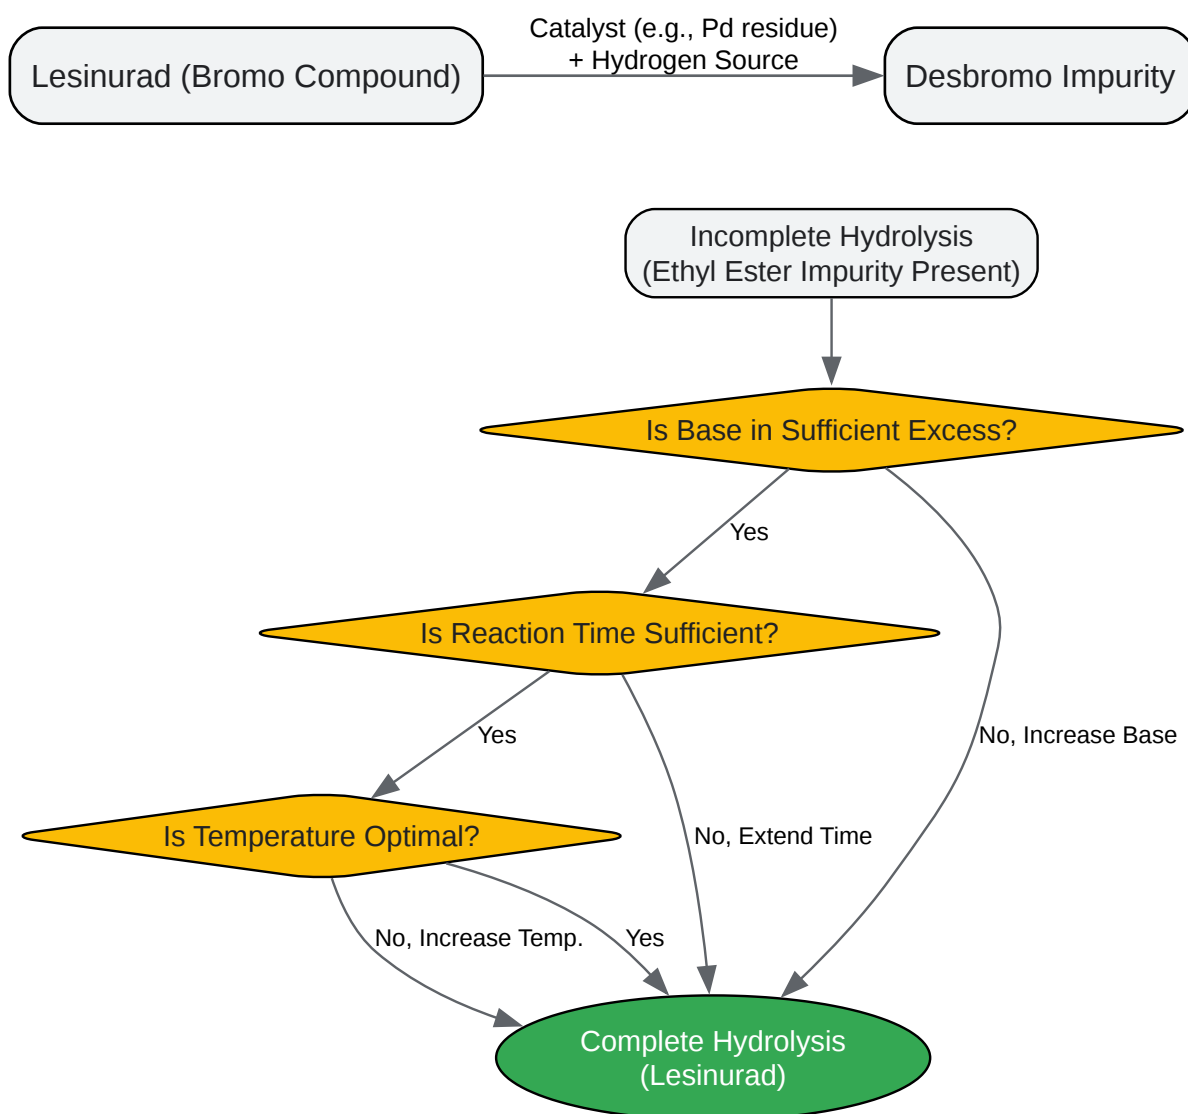 Catalyst (e.g., Pd residue)
+ Hydrogen Source
Lesinurad (Bromo Compound)
Desbromo Impurity
Incomplete Hydrolysis
(Ethyl Ester Impurity Present)
Is Base in Sufficient Excess?
Yes
Is Reaction Time Sufficient?
Yes
No, Increase Base
Is Temperature Optimal?
No, Extend Time
No, Increase Temp.
Yes
Complete Hydrolysis
(Lesinurad)